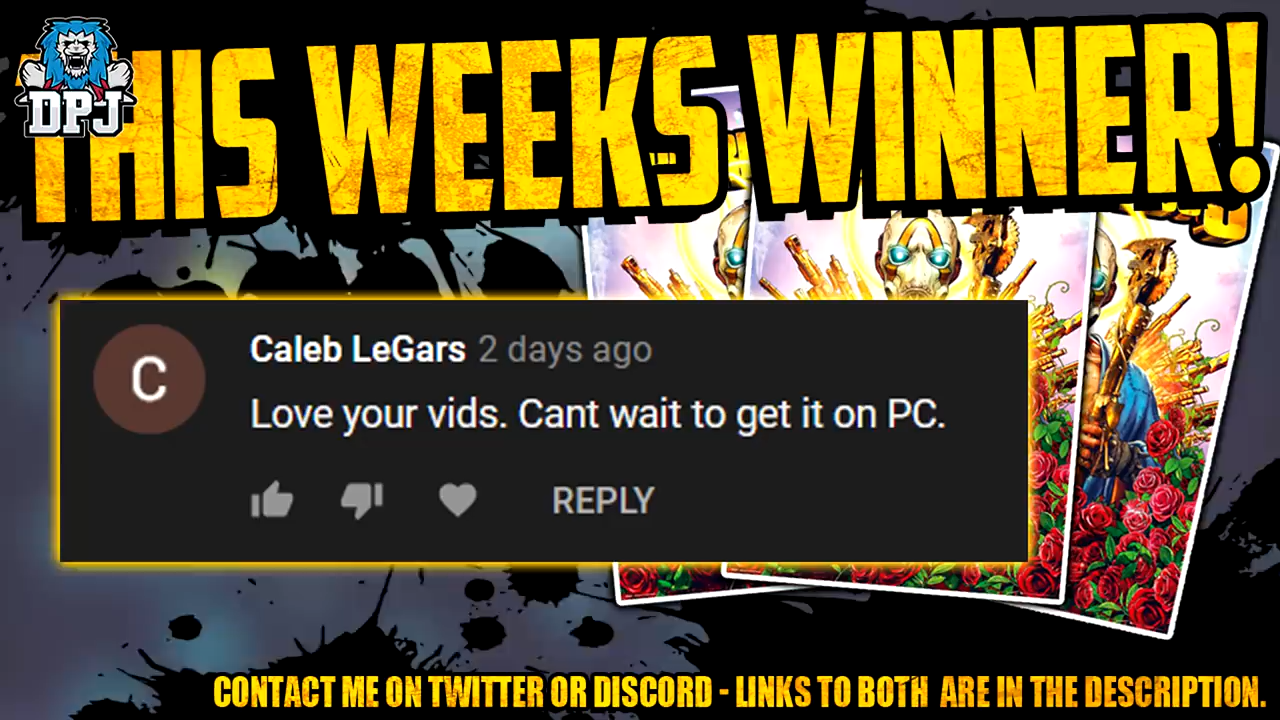 THIS WEEKS WINNER!
DPJ
C
Caleb LeGars 2 days ago
Love your vids. Cant wait to get it on PC.
REPLY
CONTACT ME ON TWITTER OR DISCORD - LINKS TO BOTH ARE IN THE DESCRIPTION.